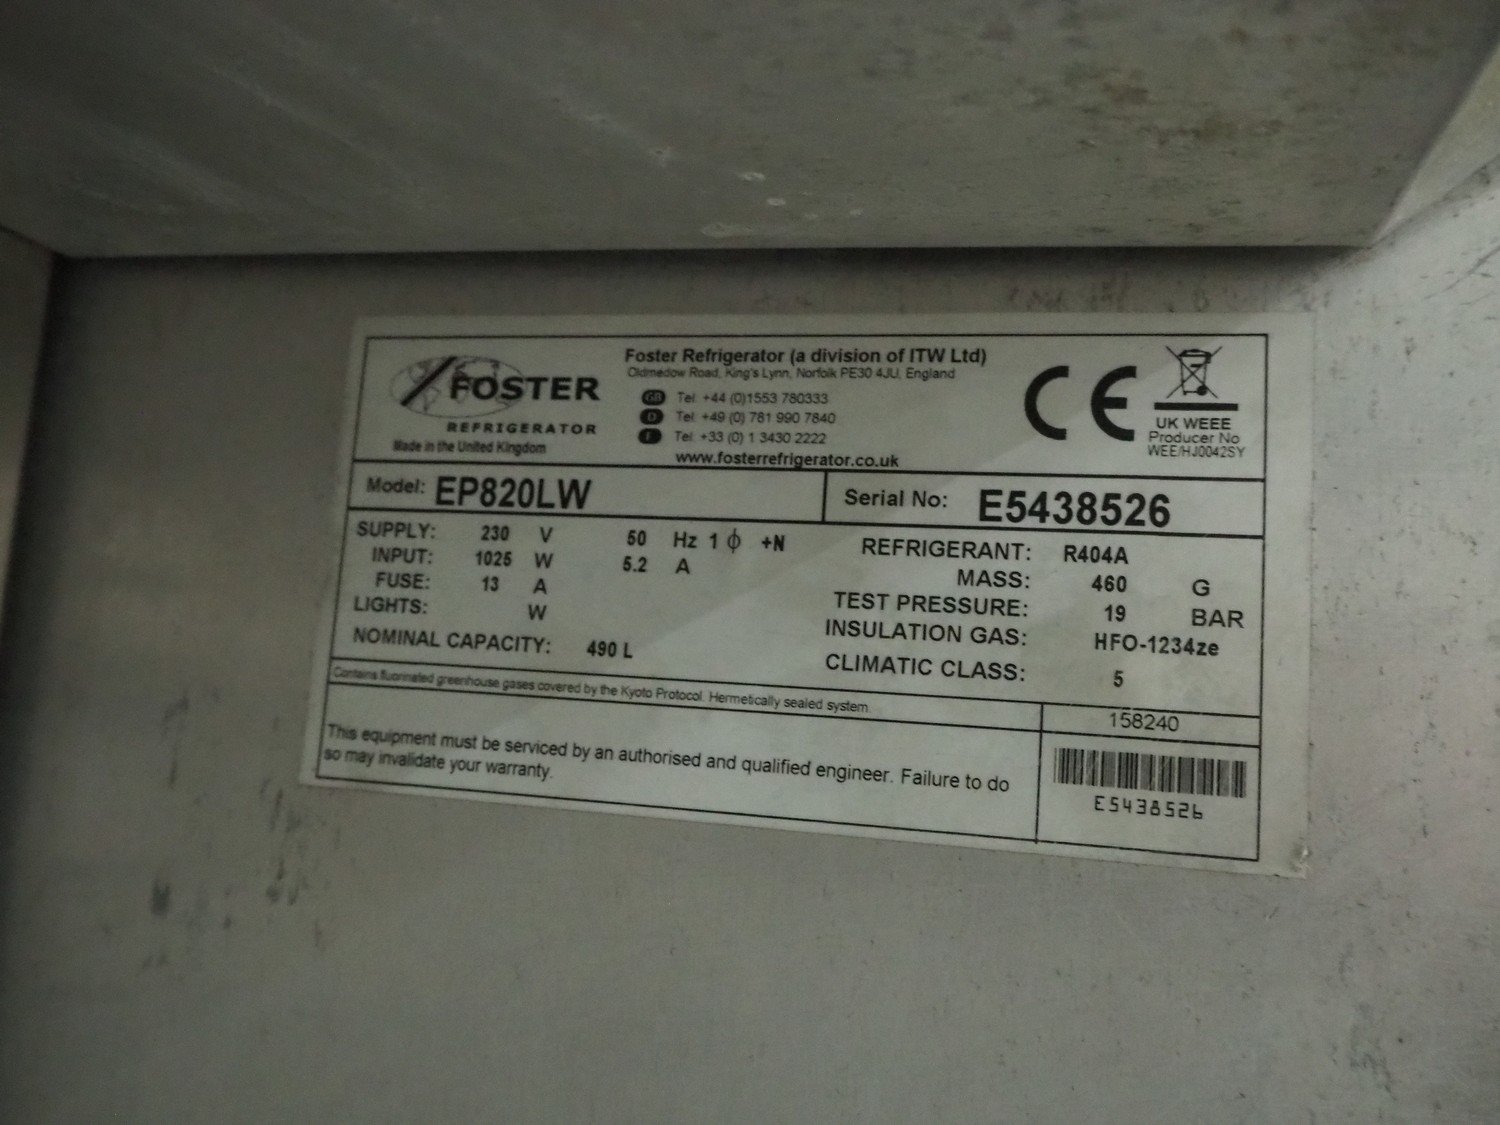 FOSTER
REFRIGERATOR
Made in the United Kingdom
Foster Refrigerator (a division of ITW Ltd)
Oldmedow Road, King's Lynn, Norfolk PE30 4JU, England
GB Tel: +44 (0)1553 780333
D Tel: +49 (0) 781 990 7840
F Tel: +33 (0) 1 3430 2222
www.fosterrefrigerator.co.uk
CE
UK WEEE
Producer No
WEE/HJ0042SY
Model: EP820LW
Serial No: E5438526
SUPPLY: 230 V 50 Hz 1 ϕ +N
INPUT: 1025 W 5.2 A
FUSE: 13 A
LIGHTS: W
NOMINAL CAPACITY: 490 L
REFRIGERANT: R404A
MASS: 460 G
TEST PRESSURE: 19 BAR
INSULATION GAS: HFO-1234ze
CLIMATIC CLASS: 5
Contains fluorinated greenhouse gases covered by the Kyoto Protocol. Hermetically sealed system.
158240
This equipment must be serviced by an authorised and qualified engineer. Failure to do
so may invalidate your warranty.
E5438526